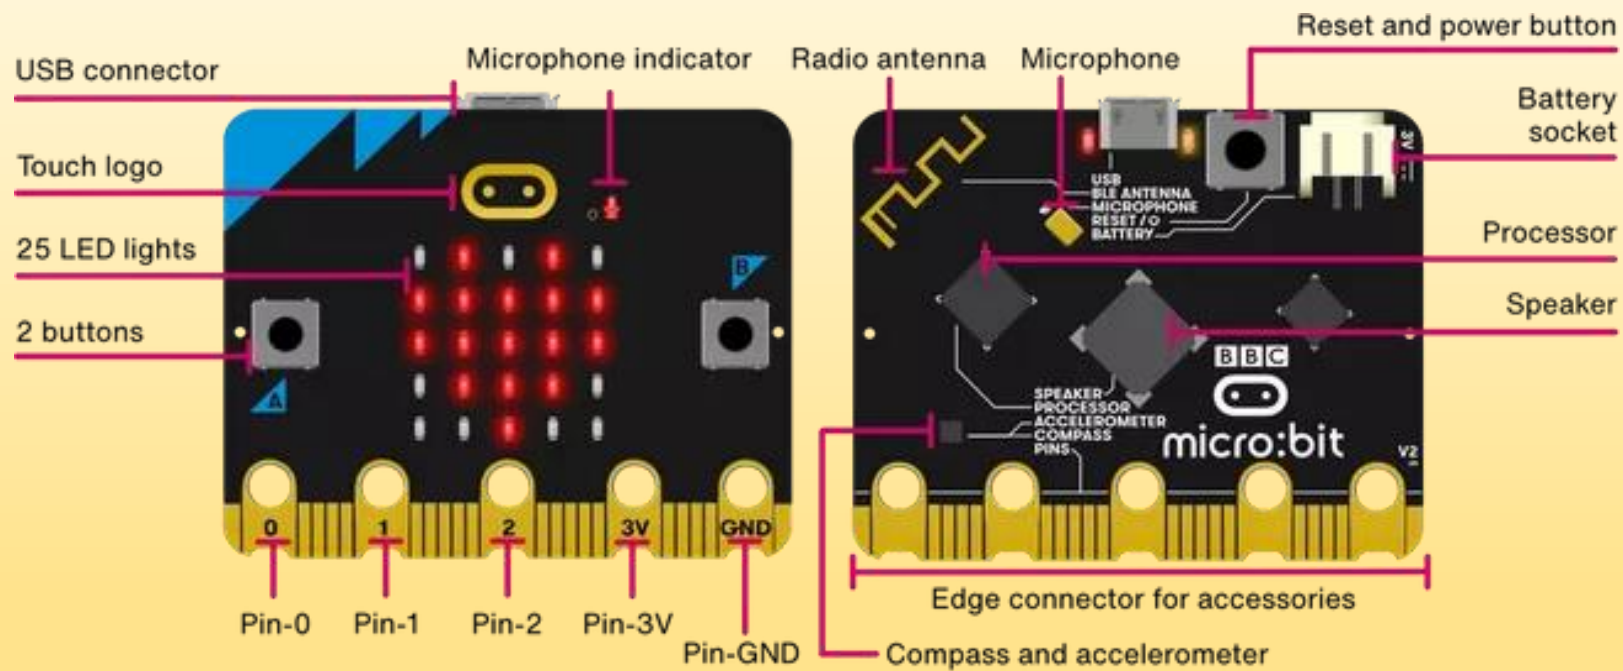 USB connector
Touch logo
25 LED lights
2 buttons
Microphone indicator
A
B
0 1 2 3V GND
Pin-0
Pin-1
Pin-2
Pin-3V
Pin-GND
Radio antenna
Microphone
Reset and power button
Battery
socket
Processor
Speaker
3V
USB
BLE ANTENNA
MICROPHONE
RESET /
BATTERY
SPEAKER
PROCESSOR
ACCELEROMETER
COMPASS
PINS
BBC
micro:bit
V2
Edge connector for accessories
Compass and accelerometer